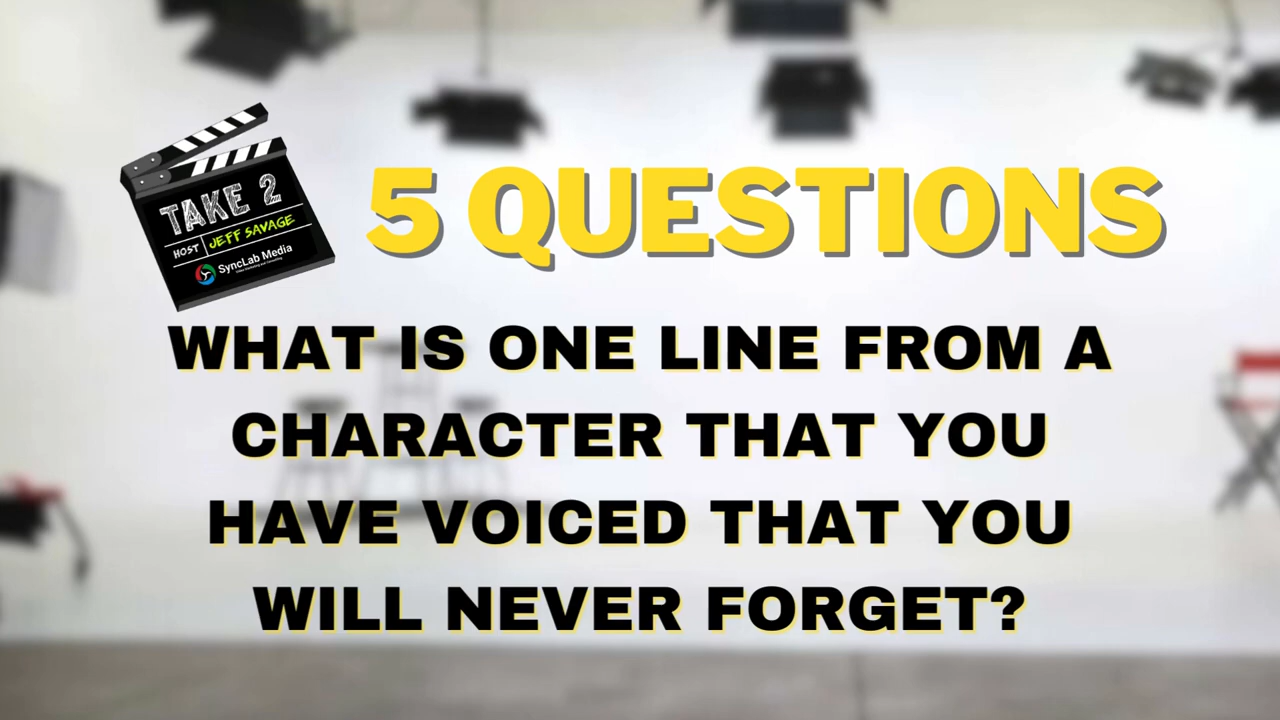 TAKE 2
HOST JEFF SAVAGE
SyncLab Media
5 QUESTIONS
WHAT IS ONE LINE FROM A
CHARACTER THAT YOU
HAVE VOICED THAT YOU
WILL NEVER FORGET?